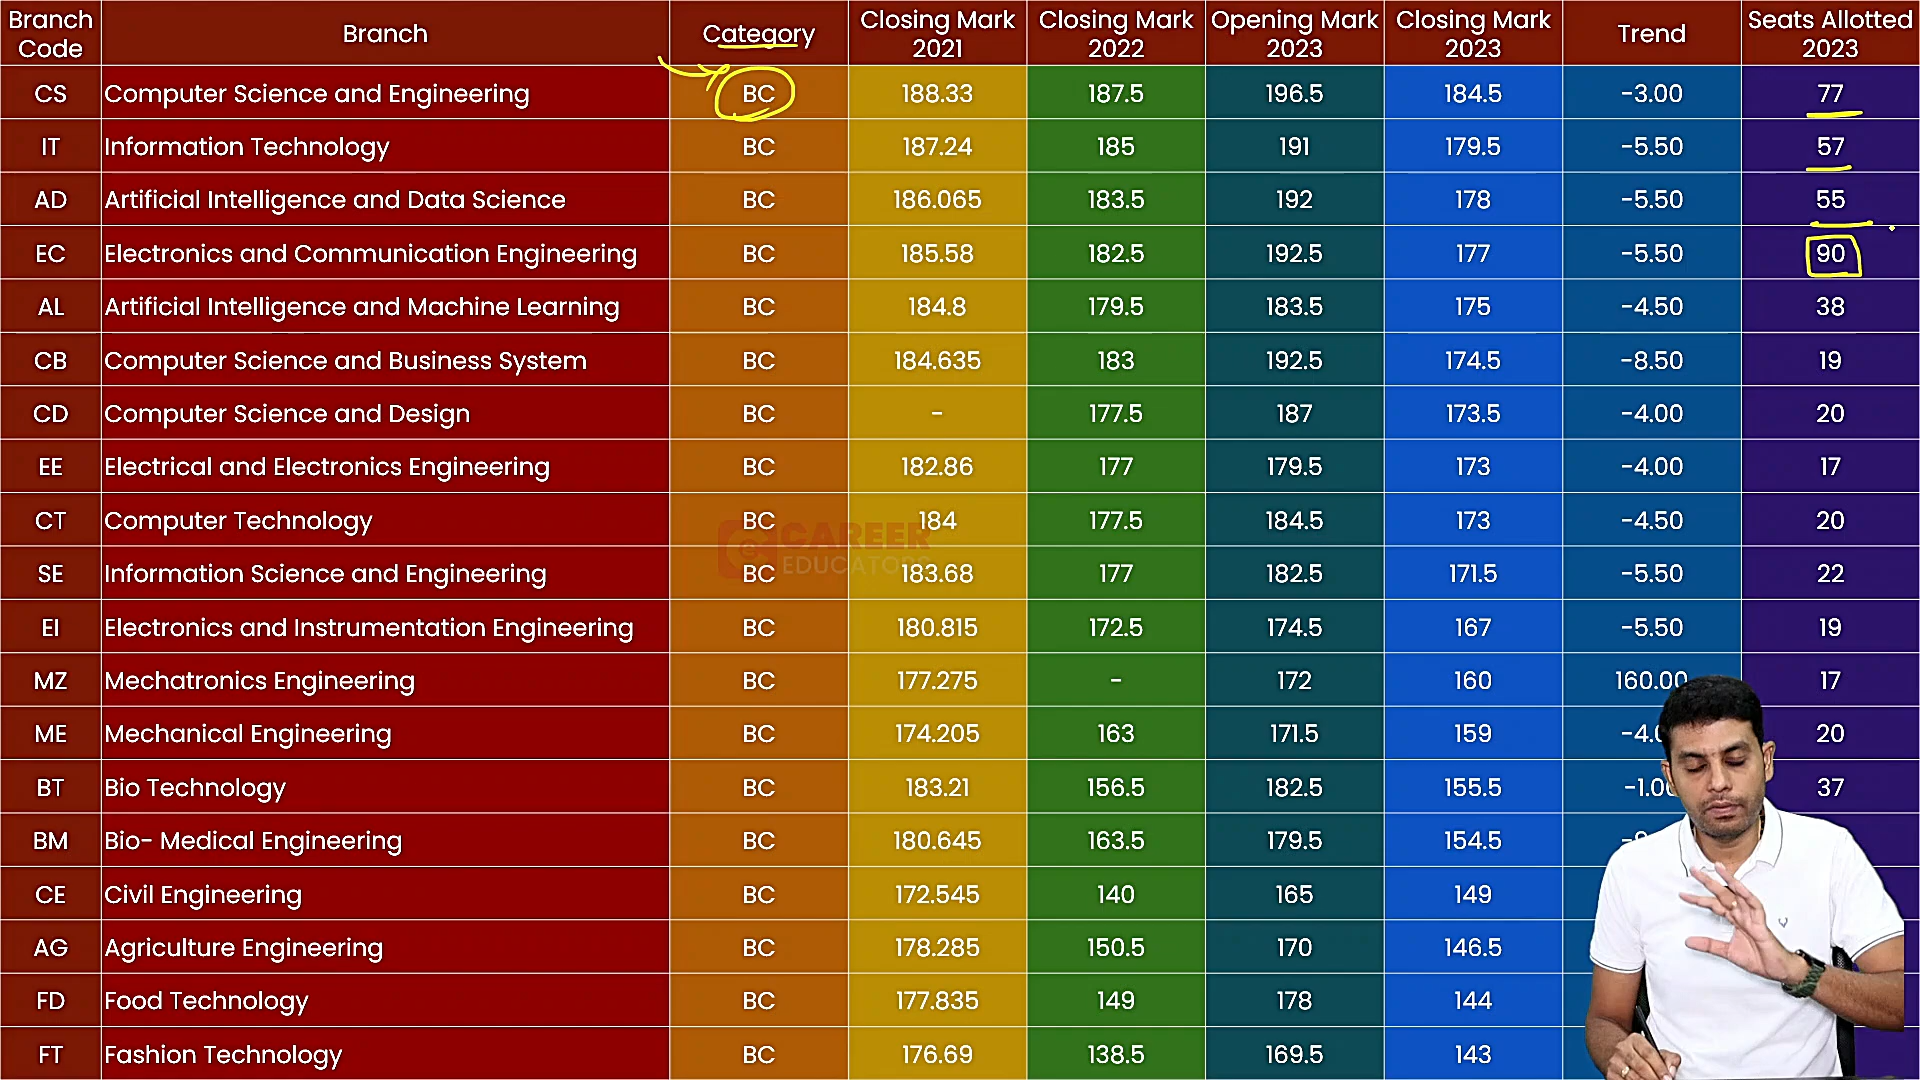 Branch Code | Branch | Category | Closing Mark 2021 | Closing Mark 2022 | Opening Mark 2023 | Closing Mark 2023 | Trend | Seats Allotted 2023
CS | Computer Science and Engineering | BC | 188.33 | 187.5 | 196.5 | 184.5 | -3.00 | 77
IT | Information Technology | BC | 187.24 | 185 | 191 | 179.5 | -5.50 | 57
AD | Artificial Intelligence and Data Science | BC | 186.065 | 183.5 | 192 | 178 | -5.50 | 55
EC | Electronics and Communication Engineering | BC | 185.58 | 182.5 | 192.5 | 177 | -5.50 | 90
AL | Artificial Intelligence and Machine Learning | BC | 184.8 | 179.5 | 183.5 | 175 | -4.50 | 38
CB | Computer Science and Business System | BC | 184.635 | 183 | 192.5 | 174.5 | -8.50 | 19
CD | Computer Science and Design | BC | - | 177.5 | 187 | 173.5 | -4.00 | 20
EE | Electrical and Electronics Engineering | BC | 182.86 | 177 | 179.5 | 173 | -4.00 | 17
CT | Computer Technology | BC | 184 | 177.5 | 184.5 | 173 | -4.50 | 20
CAREER
EDUCATORS
SE | Information Science and Engineering | BC | 183.68 | 177 | 182.5 | 171.5 | -5.50 | 22
EI | Electronics and Instrumentation Engineering | BC | 180.815 | 172.5 | 174.5 | 167 | -5.50 | 19
MZ | Mechatronics Engineering | BC | 177.275 | - | 172 | 160 | 160.00 | 17
ME | Mechanical Engineering | BC | 174.205 | 163 | 171.5 | 159 | | 20
BT | Bio Technology | BC | 183.21 | 156.5 | 182.5 | 155.5 | | 37
BM | Bio- Medical Engineering | BC | 180.645 | 163.5 | 179.5 | 154.5
CE | Civil Engineering | BC | 172.545 | 140 | 165 | 149
AG | Agriculture Engineering | BC | 178.285 | 150.5 | 170 | 146.5
FD | Food Technology | BC | 177.835 | 149 | 178 | 144
FT | Fashion Technology | BC | 176.69 | 138.5 | 169.5 | 143